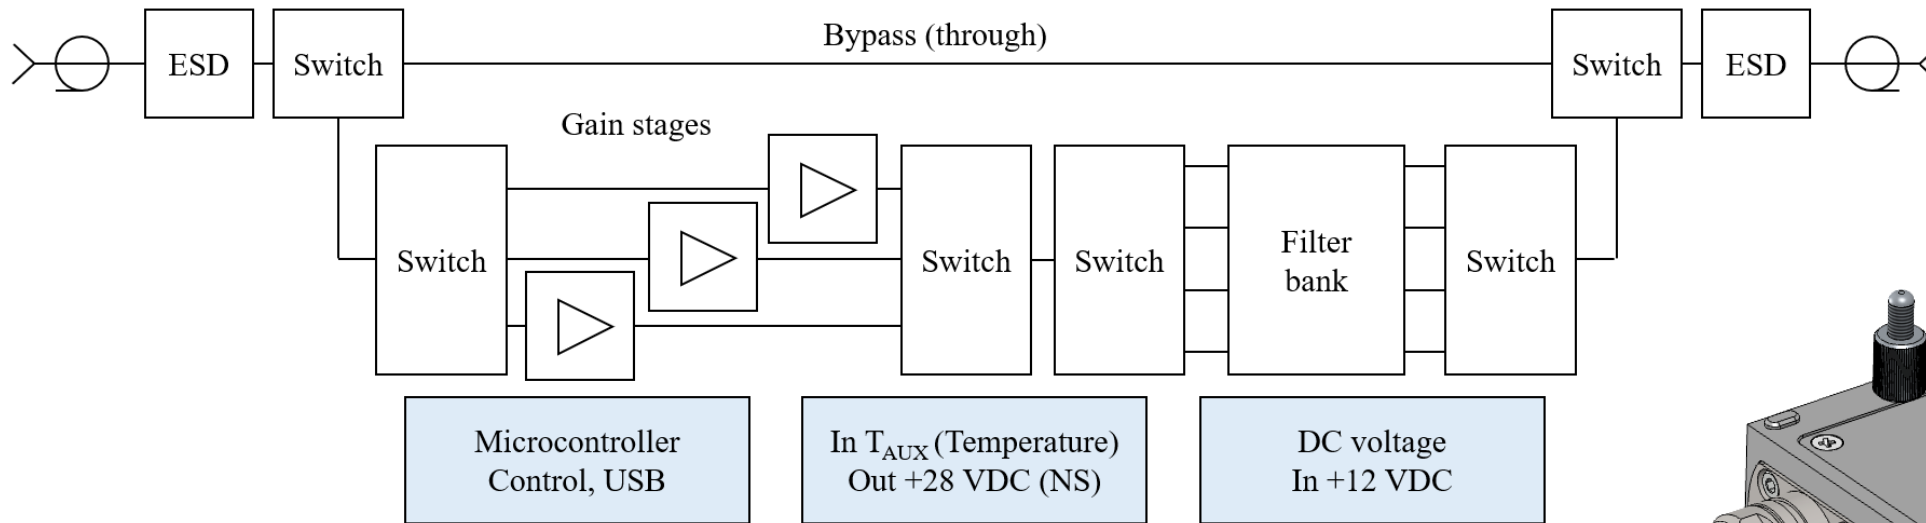 Bypass (through)
ESD
Switch
Switch
ESD
Gain stages
Switch
Switch
Switch
Filter
bank
Switch
Microcontroller
Control, USB
In T_AUX (Temperature)
Out +28 VDC (NS)
DC voltage
In +12 VDC